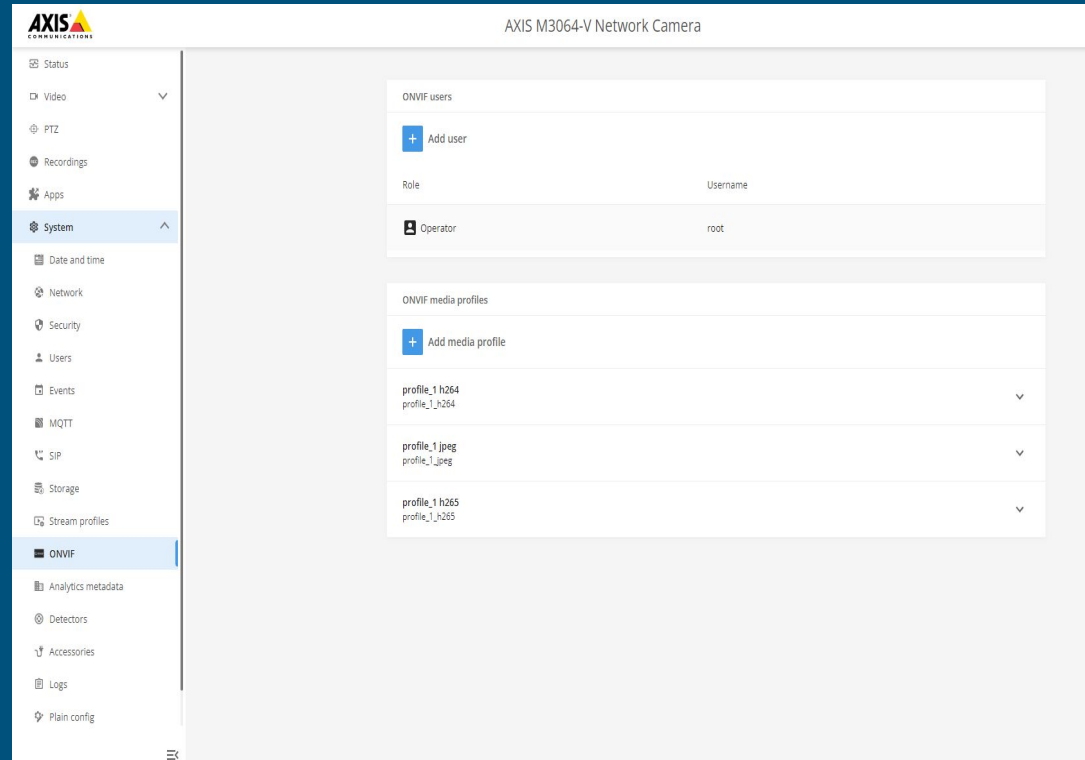 AXIS
COMMUNICATIONS
AXIS M3064-V Network Camera
Status
Video
PTZ
Recordings
Apps
System
Date and time
Network
Security
Users
Events
MQTT
SIP
Storage
Stream profiles
ONVIF
Analytics metadata
Detectors
Accessories
Logs
Plain config
ONVIF users
+ Add user
Role Username
Operator root
ONVIF media profiles
+ Add media profile
profile_1 h264
profile_1_h264
profile_1 jpeg
profile_1_jpeg
profile_1 h265
profile_1_h265